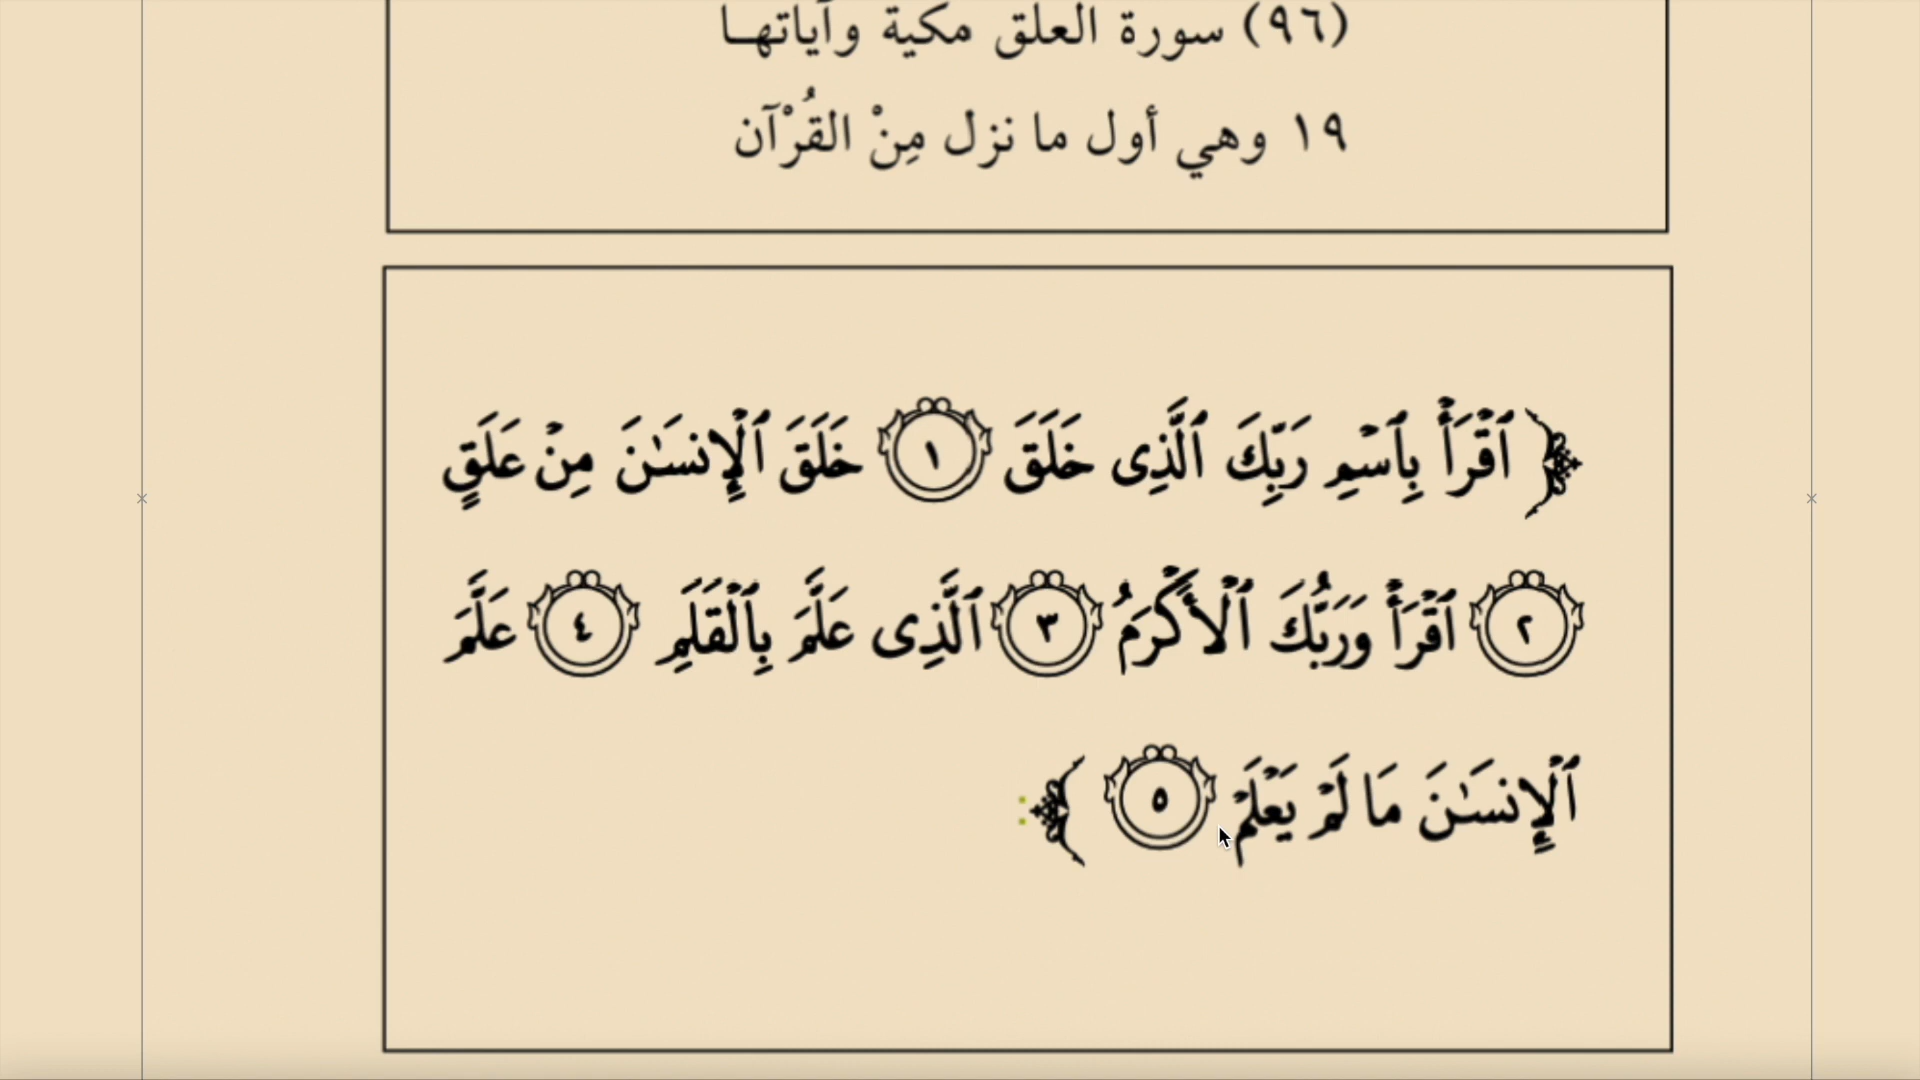 (٩٦) سورة العلق مكية وآياتهـا
١٩ وهي أول ما نزل مِنْ القُرْآن
﴿ ٱقۡرَأۡ بِٱسۡمِ رَبِّكَ ٱلَّذِى خَلَقَ ١ خَلَقَ ٱلۡإِنسَـٰنَ مِنۡ عَلَقٍ
٢ ٱقۡرَأۡ وَرَبُّكَ ٱلۡأَكۡرَمُ ٣ ٱلَّذِى عَلَّمَ بِٱلۡقَلَمِ ٤ عَلَّمَ
ٱلۡإِنسَـٰنَ مَا لَمۡ يَعۡلَمۡ ٥ ﴾: